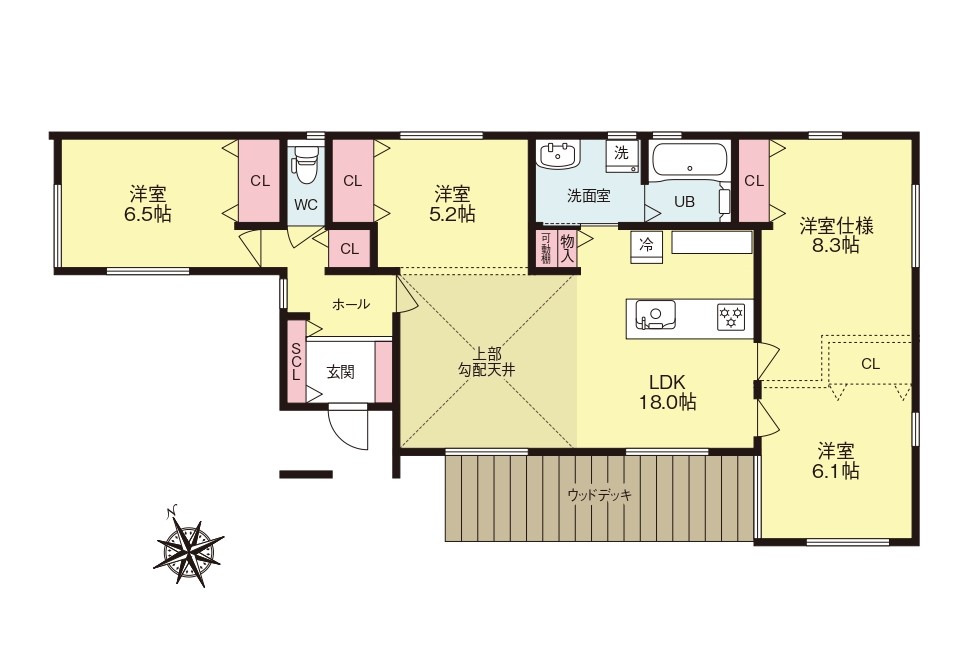 洋室
6.5帖
CL
WC
CL
CL
洋室
5.2帖
洗面室
洗
UB
CL
洋室仕様
8.3帖
可動棚
物入
冷
ホール
SCL
玄関
上部
勾配天井
LDK
18.0帖
CL
洋室
6.1帖
ウッドデッキ
N